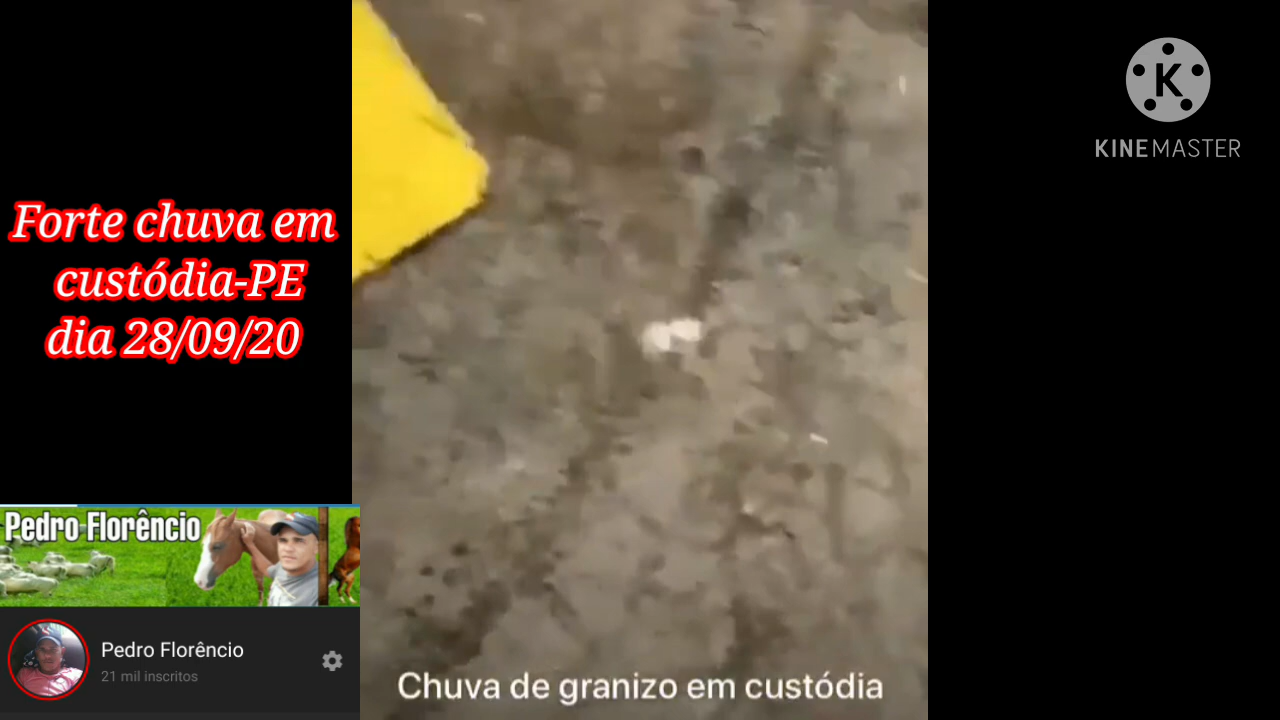 Forte chuva em
custódia-PE
dia 28/09/20
Pedro Florêncio
Pedro Florêncio
21 mil inscritos
Chuva de granizo em custódia
K
KINEMASTER